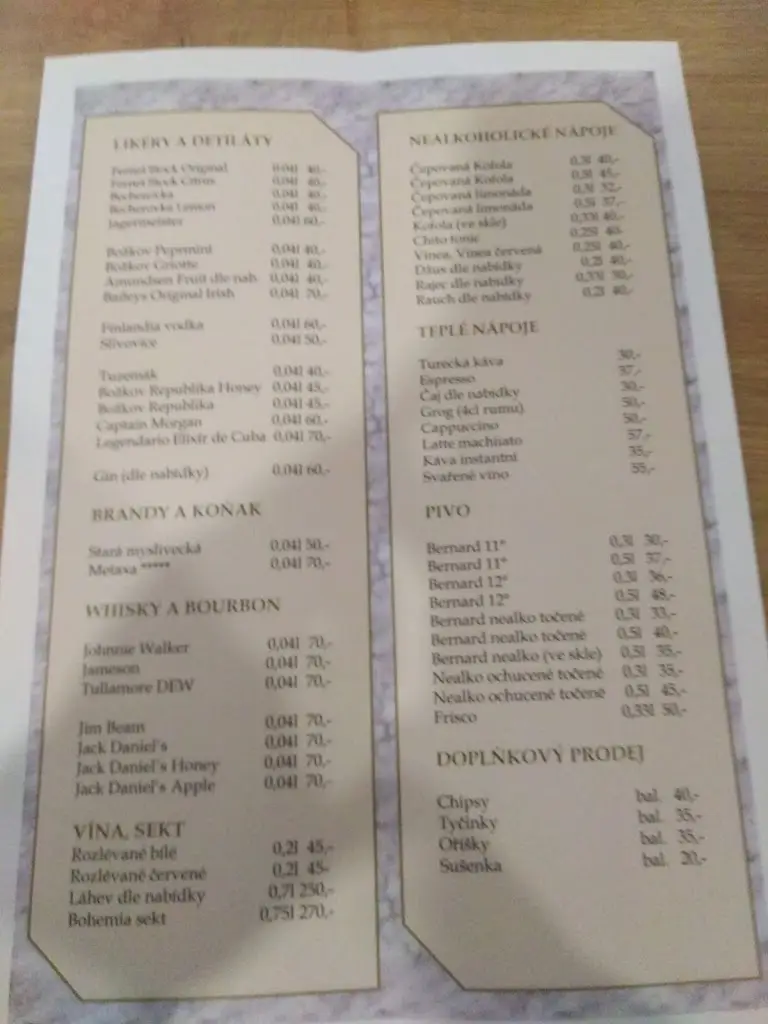 LIKÉRY A DETILÁTY
Fernet Stock Original 0,04l 40,-
Fernet Stock Citrus 0,04l 40,-
Becherovka 0,04l 40,-
Becherovka Lemon 0,04l 40,-
Jägermeister 0,04l 60,-
Božkov Pepermint 0,04l 40,-
Božkov Griotte 0,04l 40,-
Amundsen Fruit dle nab. 0,04l 40,-
Baileys Original Irish 0,04l 70,-
Finlandia vodka 0,04l 60,-
Slivovice 0,04l 50,-
Tuzemák 0,04l 40,-
Božkov Republika Honey 0,04l 45,-
Božkov Republika 0,04l 45,-
Captain Morgan 0,04l 60,-
Legendario Elixír de Cuba 0,04l 70,-
Gin (dle nabídky) 0,04l 60,-
BRANDY A KOŇAK
Stará myslivecká 0,04l 50,-
Metaxa ***** 0,04l 70,-
WHISKY A BOURBON
Johnnie Walker 0,04l 70,-
Jameson 0,04l 70,-
Tullamore DEW 0,04l 70,-
Jim Beam 0,04l 70,-
Jack Daniel's 0,04l 70,-
Jack Daniel's Honey 0,04l 70,-
Jack Daniel's Apple 0,04l 70,-
VÍNA, SEKT
Rozlévané bílé 0,2l 45,-
Rozlévané červené 0,2l 45-
Láhev dle nabídky 0,7l 250,-
Bohemia sekt 0,75l 270,-
NEALKOHOLICKÉ NÁPOJE
Čepovaná Kofola 0,3l 40,-
Čepovaná Kofola 0,5l 45,-
Čepovaná limonáda 0,3l 32,-
Čepovaná limonáda 0,5l 37,-
Kofola (ve skle) 0,33l 40,-
Chito tonic 0,25l 40-
Vinea, Vinea červená 0,25l 40,-
Džus dle nabídky 0,2l 40,-
Rajec dle nabídky 0,33l 30,-
Rauch dle nabídky 0,2l 40,-
TEPLÉ NÁPOJE
Turecká káva 30,-
Espresso 37,-
Čaj dle nabídky 30,-
Grog (4cl rumu) 50,-
Cappuccino 50,-
Latte machiato 57,-
Káva instantní 35,-
Svařené víno 55,-
PIVO
Bernard 11° 0,3l 30,-
Bernard 11° 0,5l 37,-
Bernard 12° 0,3l 36,-
Bernard 12° 0,5l 48,-
Bernard nealko točené 0,3l 33,-
Bernard nealko točené 0,5l 40,-
Bernard nealko (ve skle) 0,5l 35,-
Nealko ochucené točené 0,3l 35,-
Nealko ochucené točené 0,5l 45,-
Frisco 0,33l 50,-
DOPLŇKOVÝ PRODEJ
Chipsy bal. 40,-
Tyčinky bal. 35,-
Oříšky bal. 35,-
Sušenka bal. 20,-